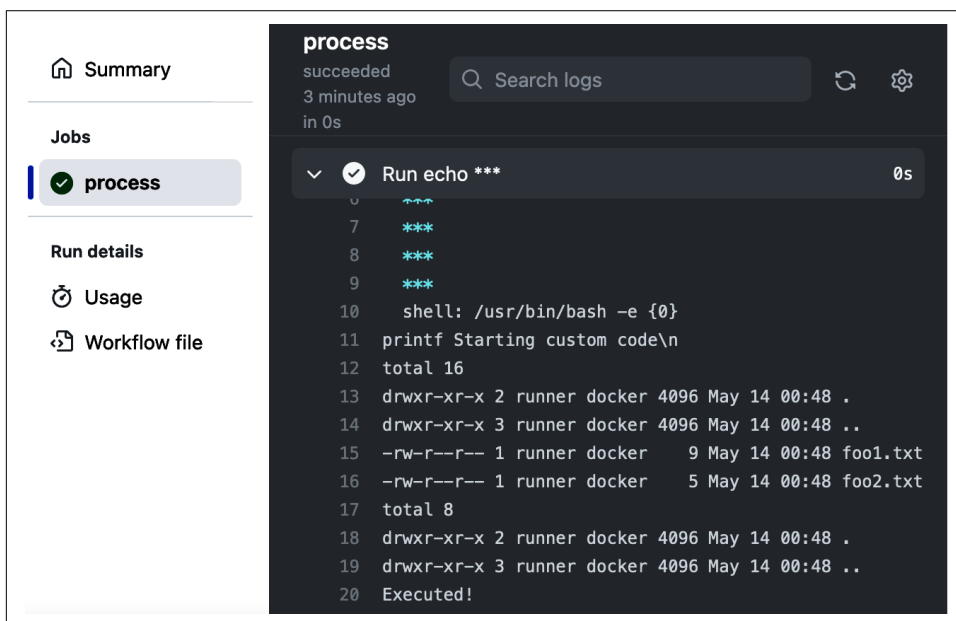 Summary
Jobs
process
Run details
Usage
Workflow file
process
succeeded
3 minutes ago
in 0s
Search logs
Run echo *** 0s
6 ***
7 ***
8 ***
9 ***
10 shell: /usr/bin/bash -e {0}
11 printf Starting custom code\n
12 total 16
13 drwxr-xr-x 2 runner docker 4096 May 14 00:48 .
14 drwxr-xr-x 3 runner docker 4096 May 14 00:48 ..
15 -rw-r--r-- 1 runner docker    9 May 14 00:48 foo1.txt
16 -rw-r--r-- 1 runner docker    5 May 14 00:48 foo2.txt
17 total 8
18 drwxr-xr-x 2 runner docker 4096 May 14 00:48 .
19 drwxr-xr-x 3 runner docker 4096 May 14 00:48 ..
20 Executed!